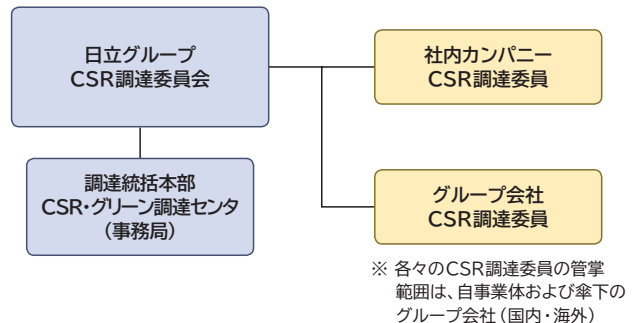 日立グループ
CSR調達委員会
社内カンパニー
CSR調達委員
調達統括本部
CSR・グリーン調達センタ
（事務局）
グループ会社
CSR調達委員
※ 各々のCSR調達委員の管掌
範囲は、自事業体および傘下の
グループ会社（国内・海外）